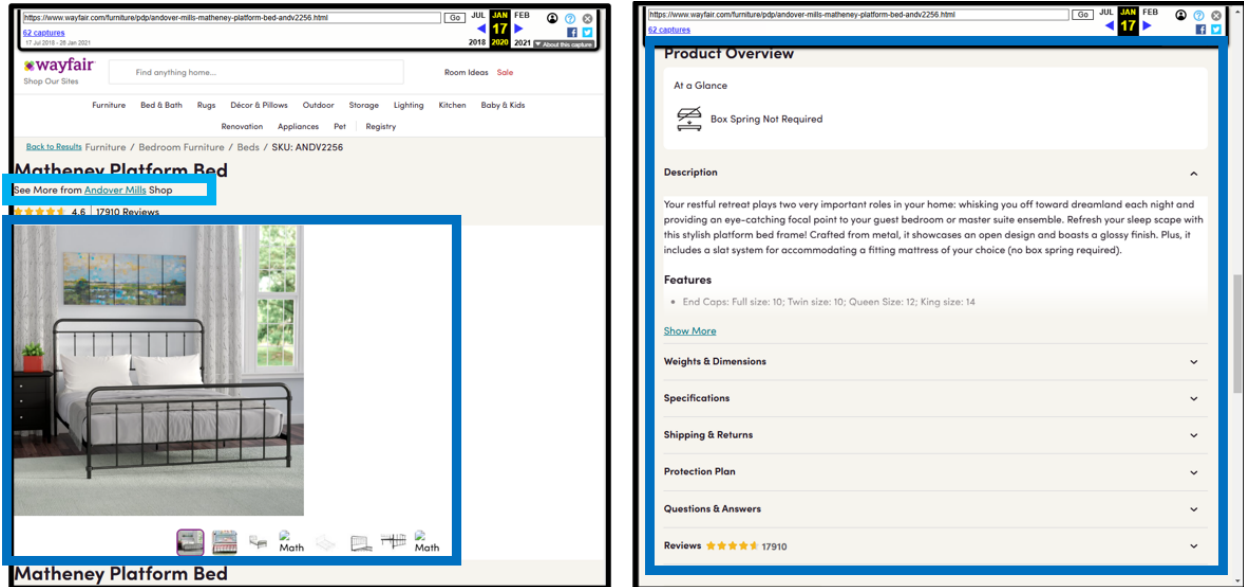 https://www.wayfair.com/furniture/pdp/andover-mills-matheney-platform-bed-andv2256.html
Go
JUL JAN FEB
62 captures
17
17 Jul 2018 - 26 Jan 2021
2018 2020 2021
About this capture
wayfair
Shop Our Sites
Find anything home...
Room Ideas Sale
Furniture Bed & Bath Rugs Décor & Pillows Outdoor Storage Lighting Kitchen Baby & Kids
Renovation Appliances Pet Registry
Back to Results Furniture / Bedroom Furniture / Beds / SKU: ANDV2256
Matheney Platform Bed
See More from Andover Mills Shop
4.6 17910 Reviews
Math
Math
Matheney Platform Bed
https://www.wayfair.com/furniture/pdp/andover-mills-matheney-platform-bed-andv2256.html
Go
JUL JAN FEB
62 captures
17
Product Overview
At a Glance
Box Spring Not Required
Description
Your restful retreat plays two very important roles in your home: whisking you off toward dreamland each night and
providing an eye-catching focal point to your guest bedroom or master suite ensemble. Refresh your sleep scape with
this stylish platform bed frame! Crafted from metal, it showcases an open design and boasts a glossy finish. Plus, it
includes a slat system for accommodating a fitting mattress of your choice (no box spring required).
Features
• End Caps: Full size: 10; Twin size: 10; Queen Size: 12; King size: 14
Show More
Weights & Dimensions
Specifications
Shipping & Returns
Protection Plan
Questions & Answers
Reviews 17910